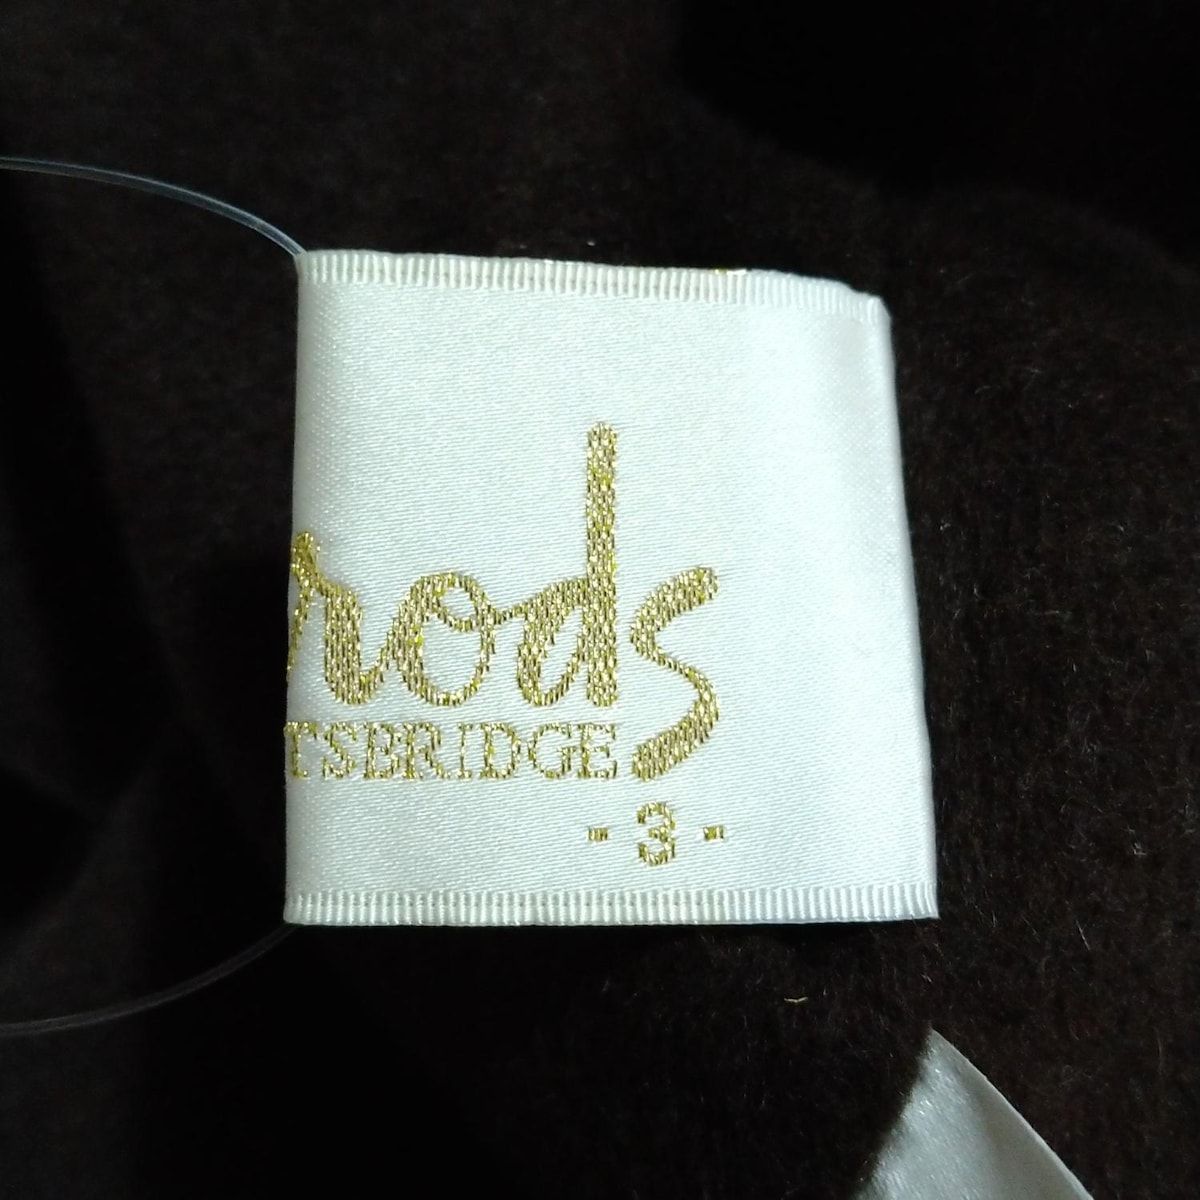 rods
TSBRIDGE
- 3 -